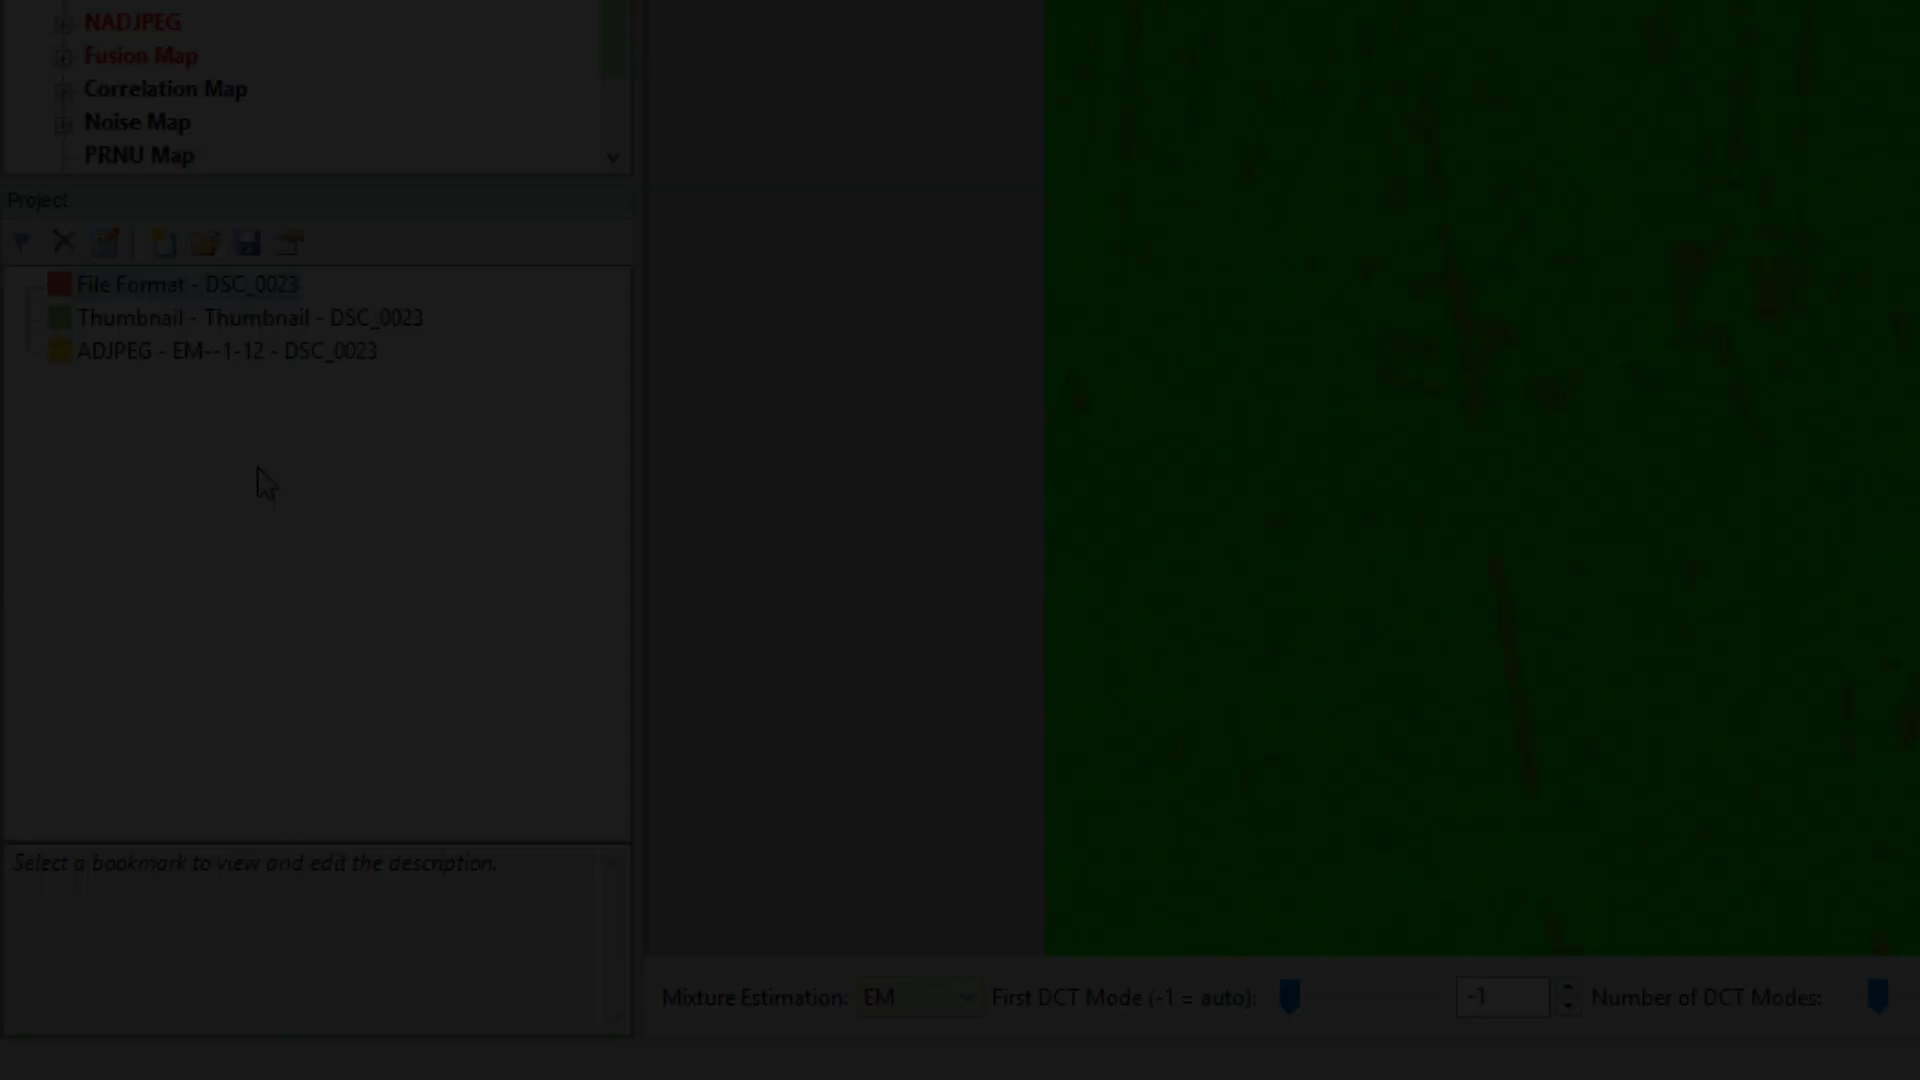 NADJPEG
Fusion Map
Correlation Map
Noise Map
PRNU Map
Project
File Format - DSC_0023
Thumbnail - Thumbnail - DSC_0023
ADJPEG - EM--1-12 - DSC_0023
Select a bookmark to view and edit the description.
Mixture Estimation: EM First DCT Mode (-1 = auto): -1 Number of DCT Modes: